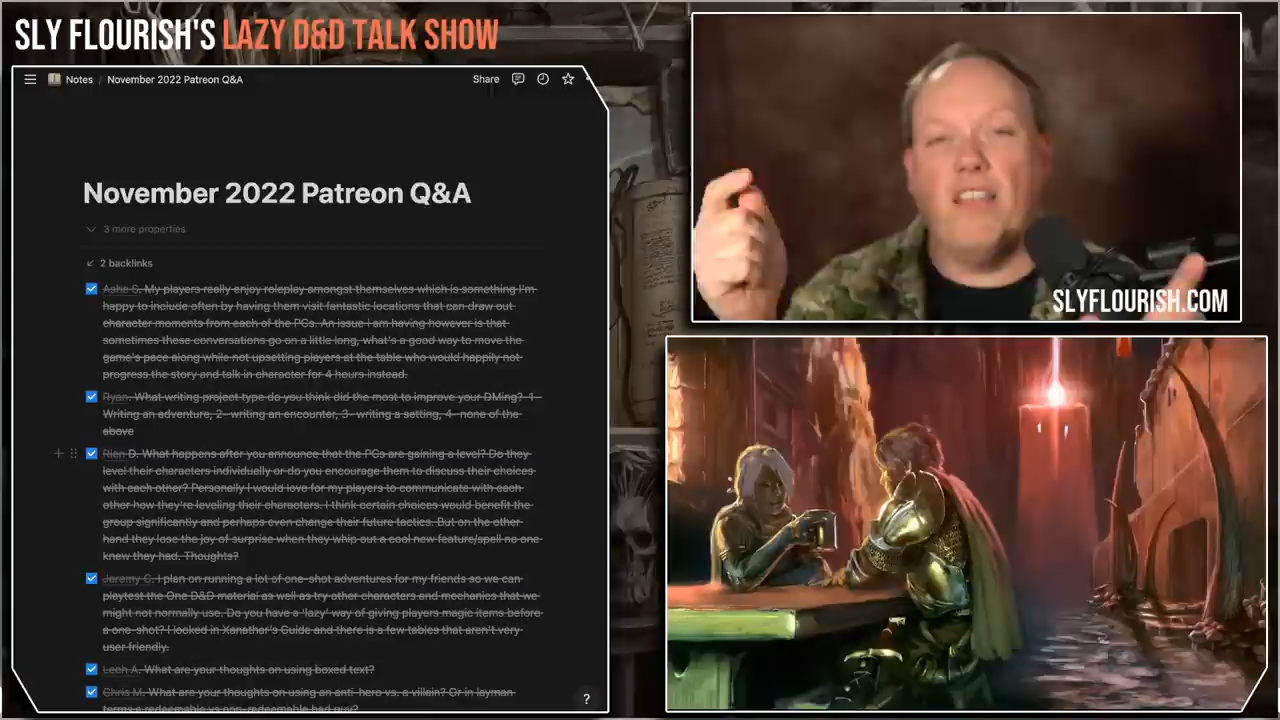 SLY FLOURISH'S LAZY D&D TALK SHOW
Notes / November 2022 Patreon Q&A
Share
November 2022 Patreon Q&A
3 more properties
2 backlinks
Ashe S. My players really enjoy roleplay amongst themselves which is something I'm
happy to include often by having them visit fantastic locations that can draw out
character moments from each of the PCs. An issue i am having however is that
sometimes these conversations go on a little long, what's a good way to move the
game's pace along while not upsetting players at the table who would happily not
progress the story and talk in character for 4 hours instead.
Ryan. What writing project type do you think did the most to improve your DMing? 1-
Writing an adventure, 2- writing an encounter, 3- writing a setting, 4- none of the
above
Rien D. What happens after you announce that the PCs are gaining a level? Do they
level their characters individually or do you encourage them to discuss their choices
with each other? Personally I would love for my players to communicate with each
other how they're leveling their characters. I think certain choices would benefit the
group significantly and perhaps even change their future tactics. But on the other
hand they lose the joy of surprise when they whip out a cool new feature/spell no one
knew they had. Thoughts?
Jeremy C. I plan on running a lot of one-shot adventures for my friends so we can
playtest the One D&D material as well as try other characters and mechanics that we
might not normally use. Do you have a 'lazy' way of giving players magic items before
a one-shot? I looked in Xanathar's Guide and there is a few tables that aren't very
user friendly.
Leeh A. What are your thoughts on using boxed text?
Chris M. What are your thoughts on using an anti-hero vs. a villain? Or in layman
terms a redeemable vs non-redeemable bad guy?
?
SLYFLOURISH.COM